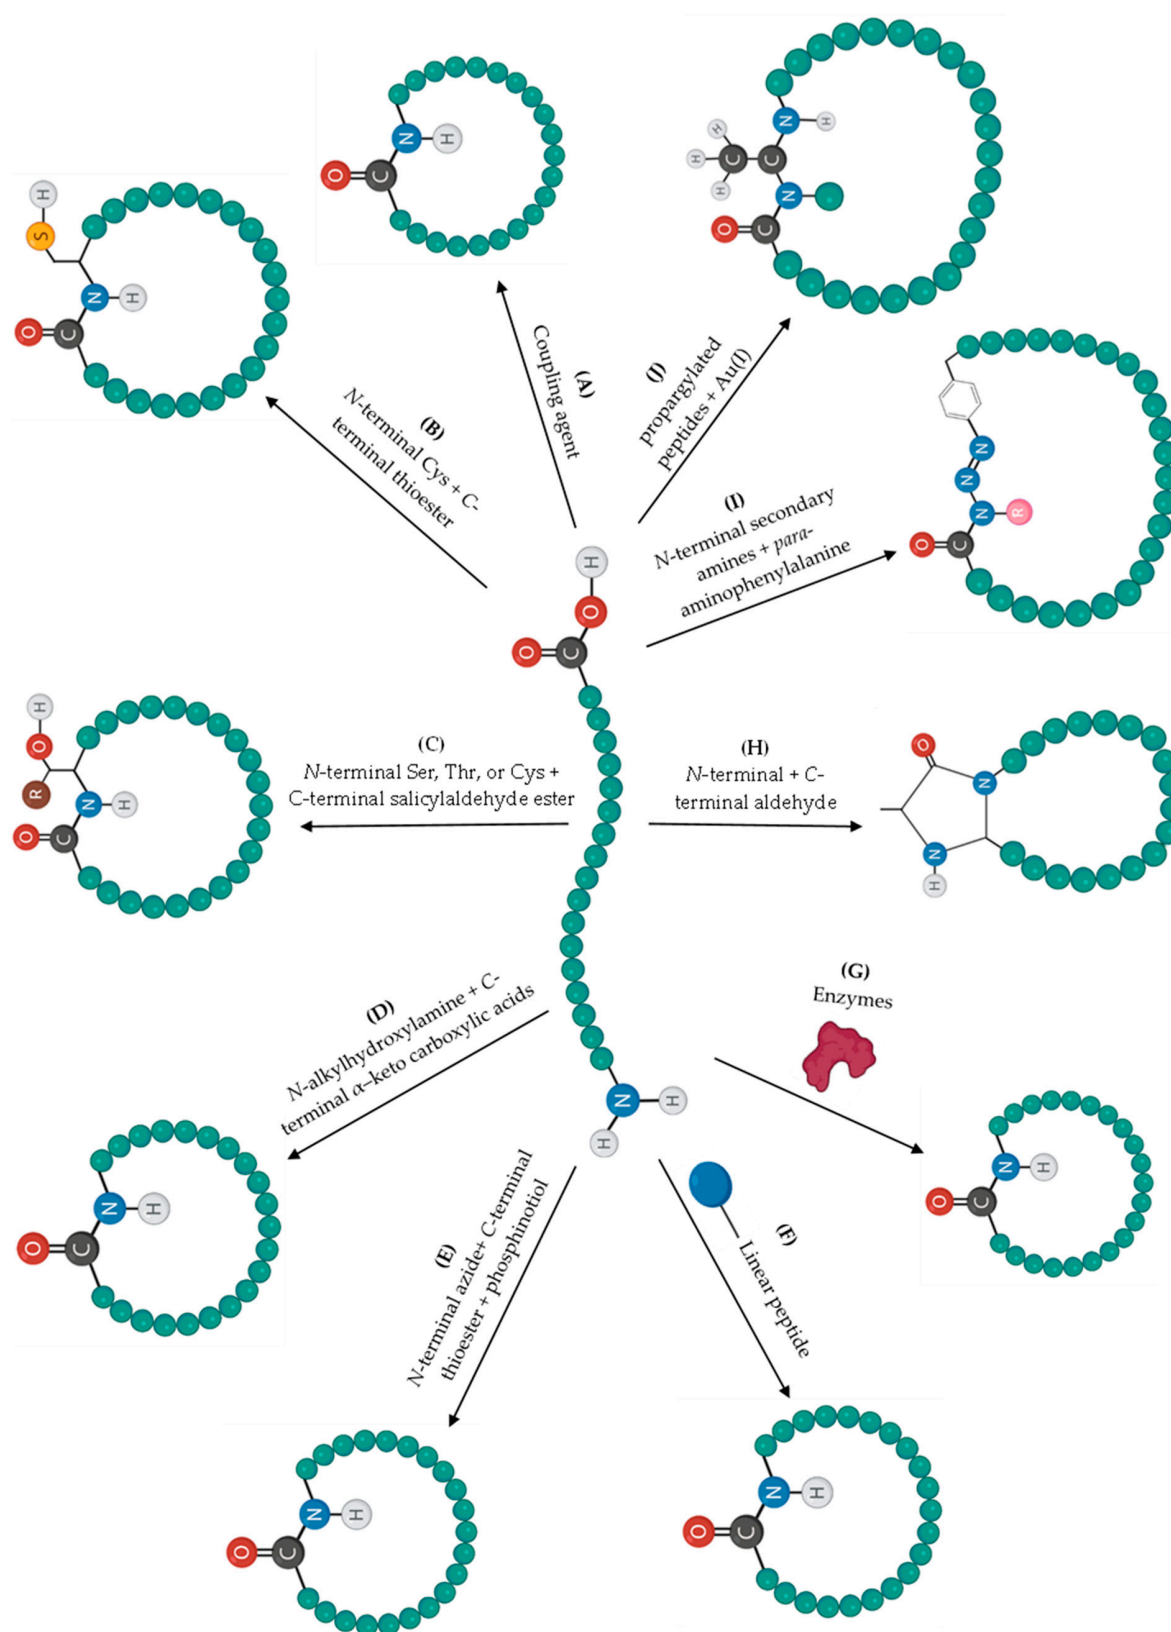 (A)
Coupling agent
(B)
N-terminal Cys + C-
terminal thioester
(C)
N-terminal Ser, Thr, or Cys +
C-terminal salicylaldehyde ester
(D)
N-alkylhydroxylamine + C-
terminal α–keto carboxylic acids
(E)
N-terminal azide+ C-terminal
thioester + phosphinotiol
(F)
Linear peptide
(G)
Enzymes
(H)
N-terminal + C-
terminal aldehyde
(I)
N-terminal secondary
amines + para-
aminophenylalanine
(J)
propargylated
peptides + Au(I)
O
C
N
H
H
S
N
H
O
C
H
O
R
N
H
O
C
O
C
N
H
O
C
N
H
O
C
N
H
O
C
N
H
O
N
N
H
N
N
N
R
O
C
N
H
H
H
H
C
C
N
O
C
O
C
O
H
N
H
H